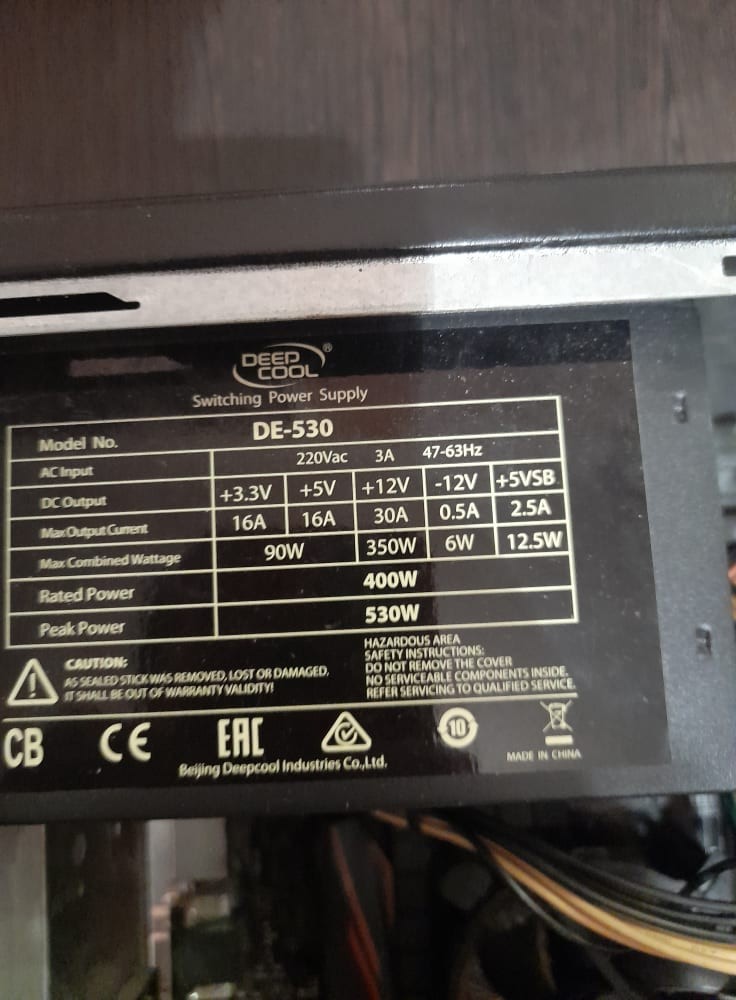 DEEP
COOL®
Switching Power Supply
Model No. DE-530
AC Input 220Vac 3A 47-63Hz
DC Output +3.3V +5V +12V -12V +5VSB
Max Output Current 16A 16A 30A 0.5A 2.5A
Max Combined Wattage 90W 350W 6W 12.5W
Rated Power 400W
Peak Power 530W
CAUTION:
AS SEALED STICK WAS REMOVED, LOST OR DAMAGED.
IT SHALL BE OUT OF WARRANTY VALIDITY!
HAZARDOUS AREA
SAFETY INSTRUCTIONS:
DO NOT REMOVE THE COVER
NO SERVICEABLE COMPONENTS INSIDE.
REFER SERVICING TO QUALIFIED SERVICE.
CB CE EAC 10
Beijing Deepcool Industries Co.,Ltd.
MADE IN CHINA